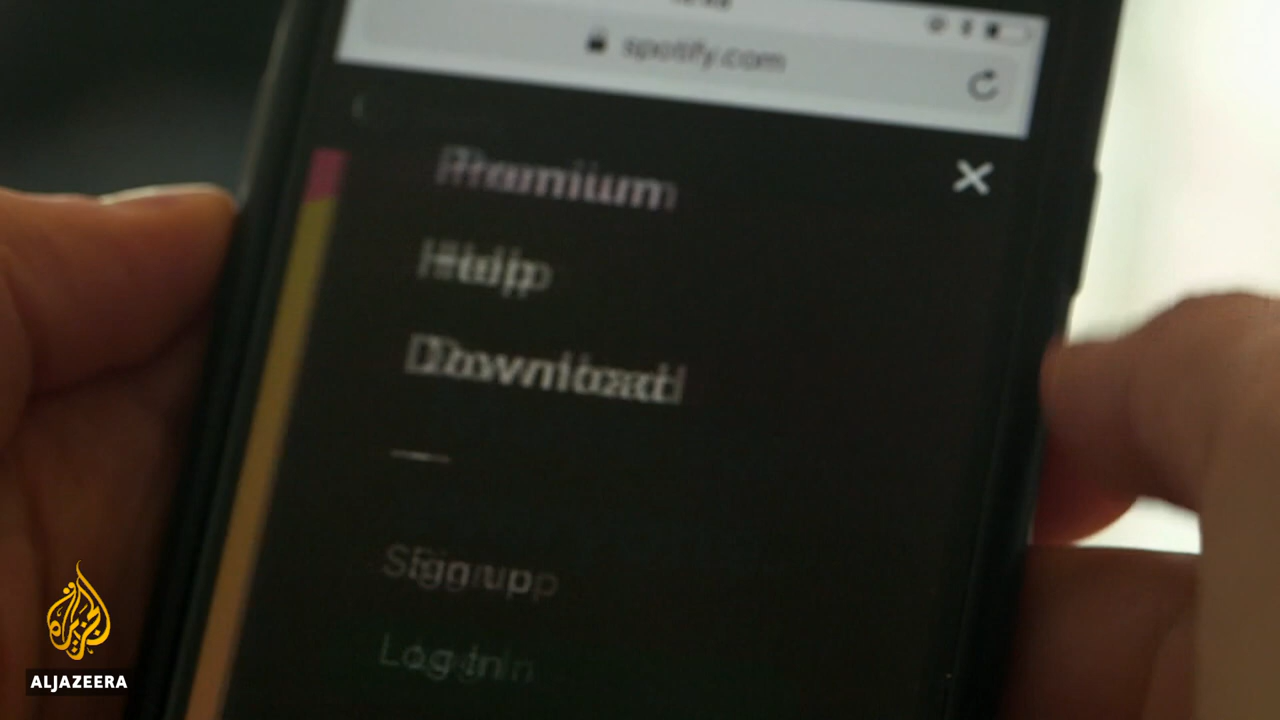 spotify.com
Premium
Help
Download
Sign up
Log In
ALJAZEERA